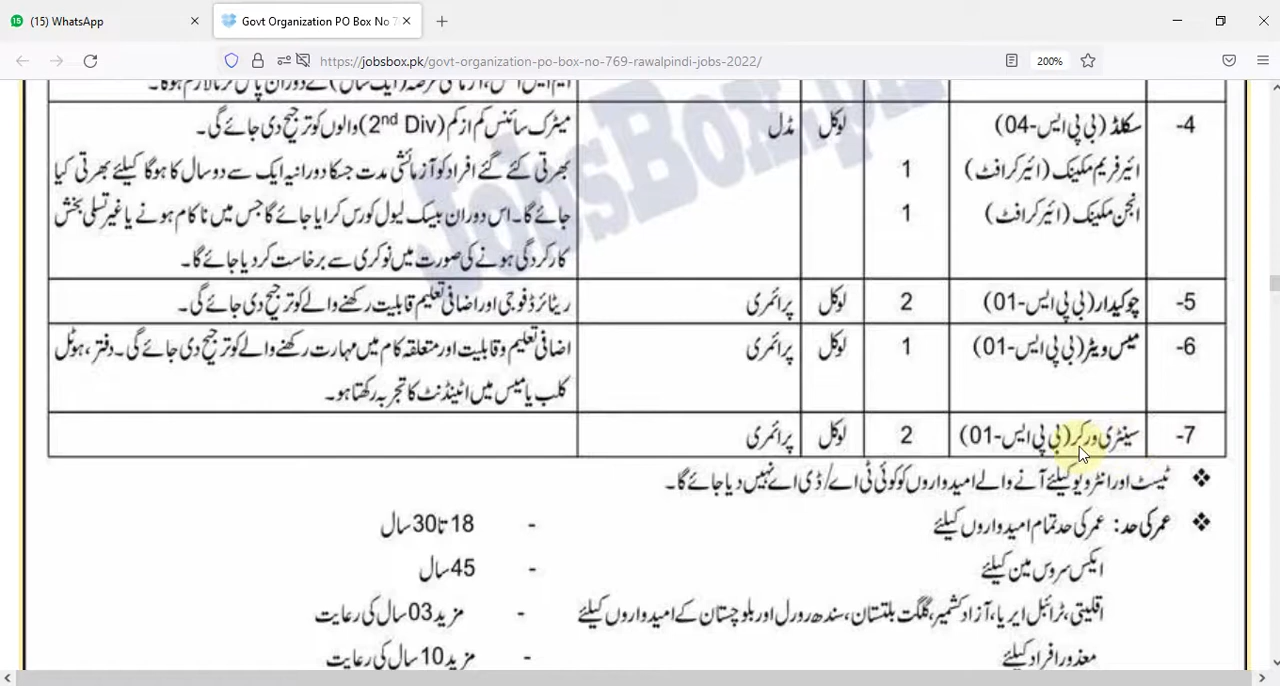 (15) WhatsApp
Govt Organization PO Box No 7
https://jobsbox.pk/govt-organization-po-box-no-769-rawalpindi-jobs-2022/
200%
JobsBox.pk
-4 سکلڈ (بی پی ایس-04) لوکل مڈل میٹرک سائنس کم از کم (2nd Div) والوں کو ترجیح دی جائے گی۔
ائیر فریم مکینک (ائیر کرافٹ) 1 بھرتی کئے گئے افراد کو آزمائشی مدت جسکا دورانیہ ایک سے دو سال کا ہوگا کیلئے بھرتی کیا
انجن مکینک (ائیر کرافٹ) 1 جائے گا۔ اس دوران بیسک لیول کورس کرایا جائے گا جس میں ناکام ہونے یا غیر تسلی بخش
کارکردگی ہونے کی صورت میں نوکری سے برخاست کر دیا جائے گا۔
-5 چوکیدار (بی پی ایس-01) 2 لوکل پرائمری ریٹائرڈ فوجی اور اضافی تعلیم قابلیت رکھنے والے کو ترجیح دی جائے گی۔
-6 میس ویٹر (بی پی ایس-01) 1 لوکل پرائمری اضافی تعلیم و قابلیت اور متعلقہ کام میں مہارت رکھنے والے کو ترجیح دی جائے گی۔ دفتر، ہوٹل
کلب یا میس میں اٹینڈنٹ کا تجربہ رکھتا ہو۔
-7 سینٹری ورکر (بی پی ایس-01) 2 لوکل پرائمری
❖ ٹیسٹ اور انٹرویو کیلئے آنے والے امیدواروں کو کوئی ٹی اے/ ڈی اے نہیں دیا جائے گا۔
❖ عمر کی حد: عمر کی حد تمام امیدواروں کیلئے - 18 تا 30 سال
ایکس سروس مین کیلئے - 45 سال
اقلیتی، ٹرائبل ایریا، آزاد کشمیر، گلگت بلتستان، سندھ رورل اور بلوچستان کے امیدواروں کیلئے - مزید 03 سال کی رعایت
معذور افراد کیلئے - مزید 10 سال کی رعایت